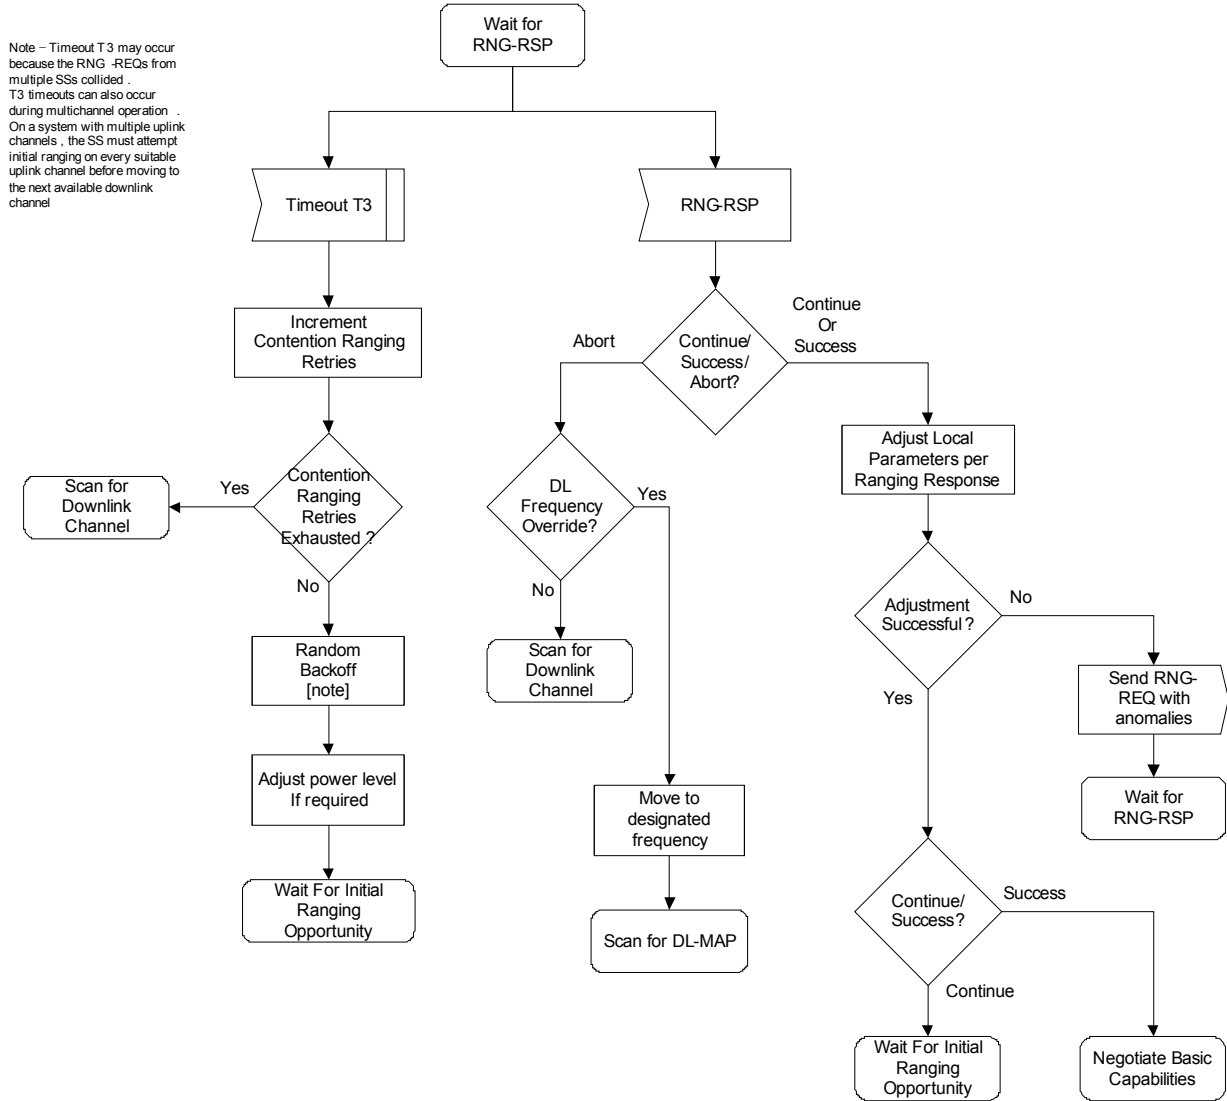 Wait for
RNG-RSP
Note – Timeout T 3 may occur
because the RNG -REQs from
multiple SSs collided .
T3 timeouts can also occur
during multichannel operation .
On a system with multiple uplink
channels , the SS must attempt
initial ranging on every suitable
uplink channel before moving to
the next available downlink
channel
Timeout T3
RNG-RSP
Increment
Contention Ranging
Retries
Continue/
Success/
Abort?
Abort
Continue
Or
Success
Contention
Ranging
Retries
Exhausted ?
Yes
Scan for
Downlink
Channel
No
DL
Frequency
Override?
Yes
No
Adjust Local
Parameters per
Ranging Response
Random
Backoff
[note]
Scan for
Downlink
Channel
Adjustment
Successful ?
No
Yes
Send RNG-
REQ with
anomalies
Adjust power level
If required
Move to
designated
frequency
Wait for
RNG-RSP
Wait For Initial
Ranging
Opportunity
Scan for DL-MAP
Continue/
Success?
Success
Continue
Wait For Initial
Ranging
Opportunity
Negotiate Basic
Capabilities